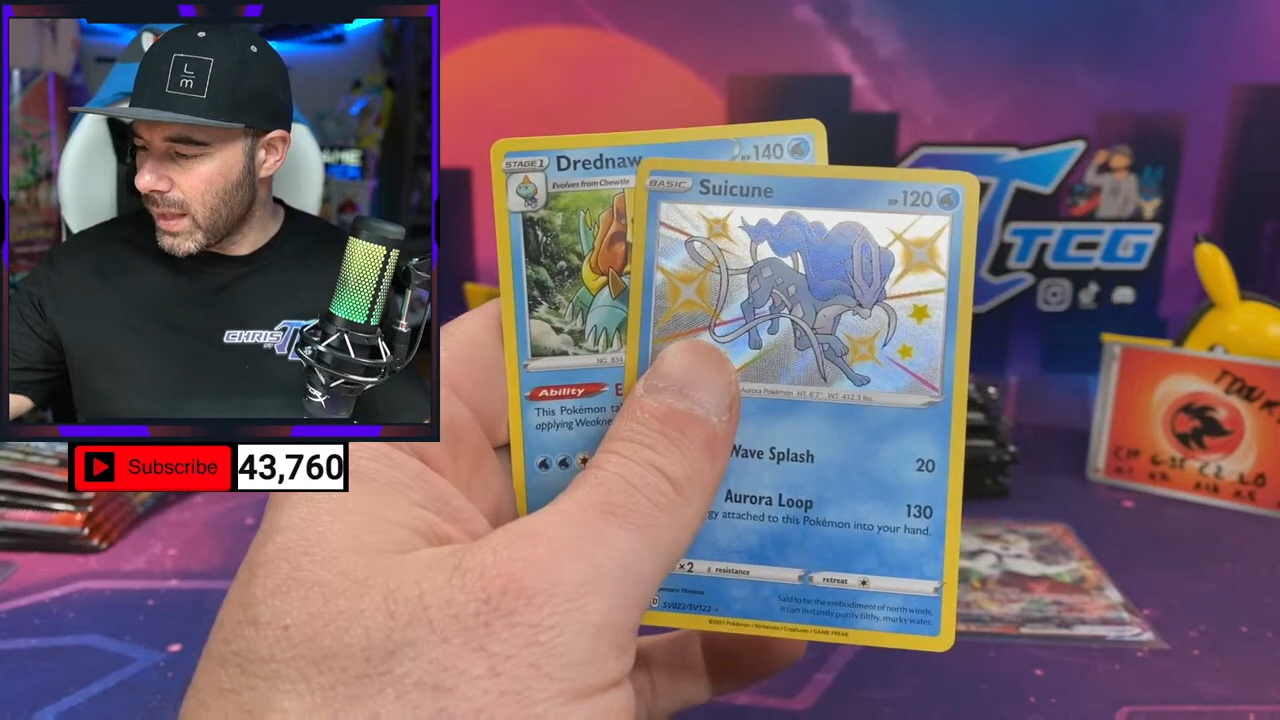 L
m
CHRIS
Subscribe
43,760
STAGE 1
Drednaw
HP 140
Evolves from Chewtle
NO. 834
Ability
This Pokémon
applying Weakne
BASIC
Suicune
HP 120
Aurora Pokémon HT. 6'7" WT. 412.3 lbs.
Wave Splash
20
Aurora Loop
130
gy attached to this Pokémon into your hand.
×2
resistance
retreat
Said to be the embodiment of north winds,
it can instantly purify filthy, murky water.
D SV022/SV122
©2021 Pokémon / Nintendo / Creatures / GAME FREAK
TCG